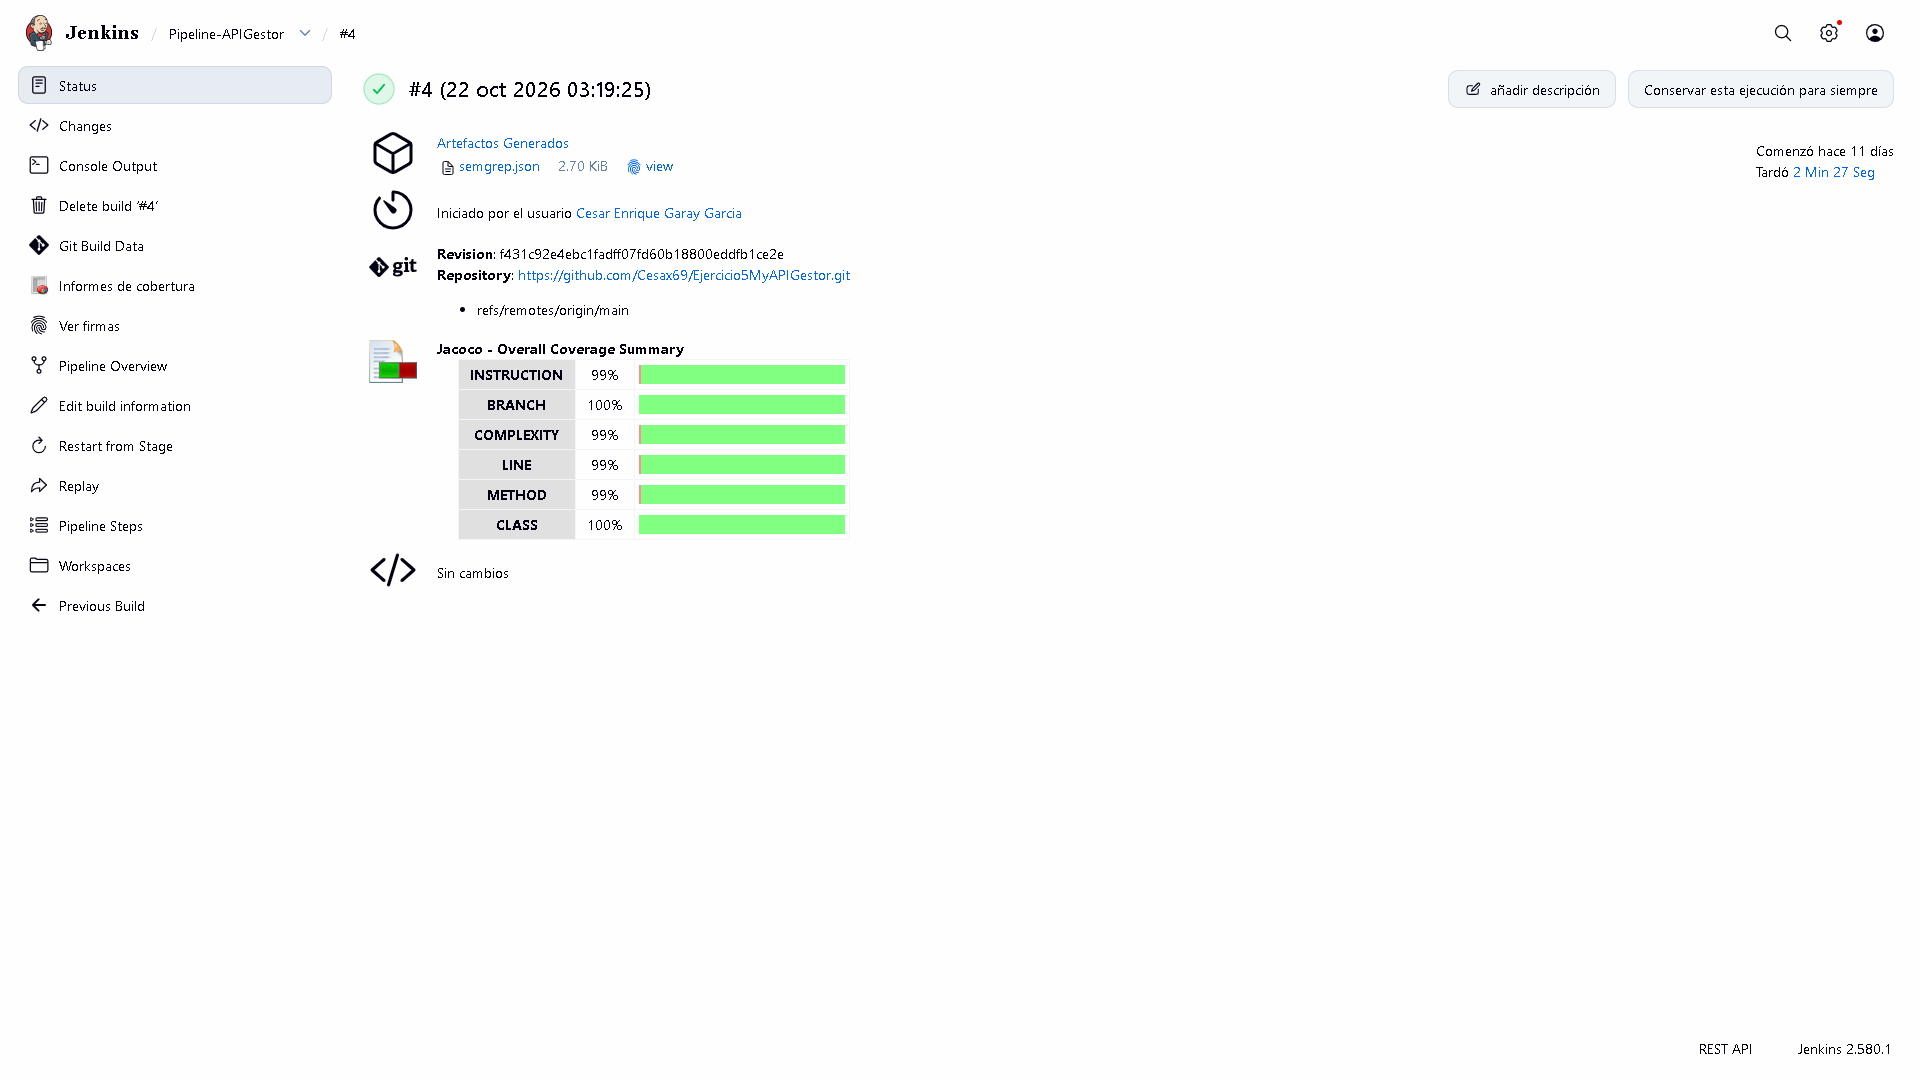 Jenkins / Pipeline-APIGestor / #4
Status
Changes
Console Output
Delete build ‘#4’
Git Build Data
Informes de cobertura
Ver firmas
Pipeline Overview
Edit build information
Restart from Stage
Replay
Pipeline Steps
Workspaces
Previous Build
#4 (22 oct 2026 03:19:25)
añadir descripción
Conservar esta ejecución para siempre
Comenzó hace 11 días
Tardó 2 Min 27 Seg
Artefactos Generados
semgrep.json 2.70 KiB view
Iniciado por el usuario Cesar Enrique Garay Garcia
git
Revision: f431c92e4ebc1fadff07fd60b18800eddfb1ce2e
Repository: https://github.com/Cesax69/Ejercicio5MyAPIGestor.git
• refs/remotes/origin/main
Jacoco - Overall Coverage Summary
INSTRUCTION 99%
BRANCH 100%
COMPLEXITY 99%
LINE 99%
METHOD 99%
CLASS 100%
Sin cambios
REST API
Jenkins 2.580.1